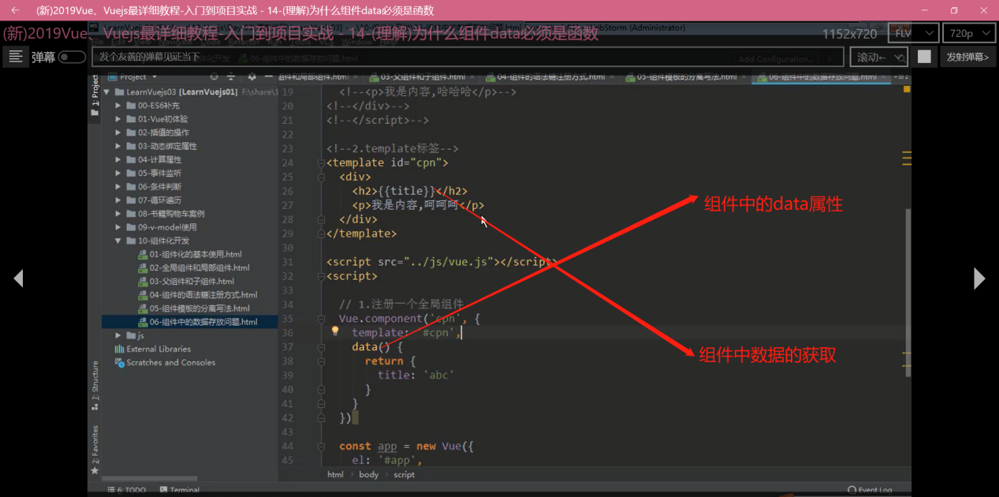 (新)2019Vue、Vuejs最详细教程-入门到项目实战 - 14-(理解)为什么组件data必须是函数
(新)2019Vue、Vuejs最详细教程-入门到项目实战 - 14-(理解)为什么组件data必须是函数
1152x720
FLV
720p
弹幕
发个友善的弹幕见证当下
Add Configuration...
滚动←
发射弹幕>
Project
03-父组件和子组件.html
04-组件的语法糖注册方式.html
05-组件模板的分离写法.html
06-组件中的数据存放问题.html
1: Project
LearnVuejs03 [LearnVuejs01] F:\share\1
00-ES6补充
01-Vue初体验
02-插值的操作
03-动态绑定属性
04-计算属性
05-事件监听
06-条件判断
07-循环遍历
08-书籍购物车案例
09-v-model使用
10-组件化开发
01-组件化的基本使用.html
02-全局组件和局部组件.html
03-父组件和子组件.html
04-组件的语法糖注册方式.html
05-组件模板的分离写法.html
06-组件中的数据存放问题.html
js
External Libraries
Scratches and Consoles
7: Structure
2: Favorites
19 <!--<p>我是内容,哈哈哈</p>-->
20 <!--</div>-->
21 <!--</script>-->
22
23 <!--2.template标签-->
24 <template id="cpn">
25 <div>
26 <h2>{{title}}</h2>
27 <p>我是内容,呵呵呵</p>
28 </div>
29 </template>
30
31 <script src="../js/vue.js"></script>
32 <script>
33
34 // 1.注册一个全局组件
35 Vue.component('cpn', {
36 template: '#cpn',
37 data() {
38 return {
39 title: 'abc'
40 }
41 }
42 })
43
44 const app = new Vue({
45 el: '#app',
组件中的data属性
组件中数据的获取
html › body › script
6: TODO
Terminal
Event Log